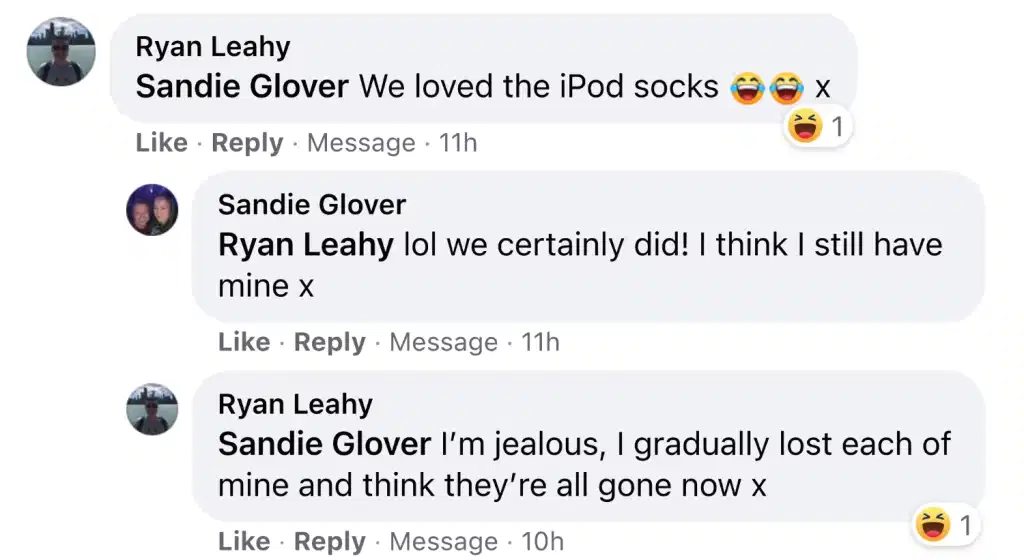 Ryan Leahy
Sandie Glover We loved the iPod socks 😂😂 x
1
Like · Reply · Message · 11h
Sandie Glover
Ryan Leahy lol we certainly did! I think I still have
mine x
Like · Reply · Message · 11h
Ryan Leahy
Sandie Glover I’m jealous, I gradually lost each of
mine and think they’re all gone now x
1
Like · Reply · Message · 10h